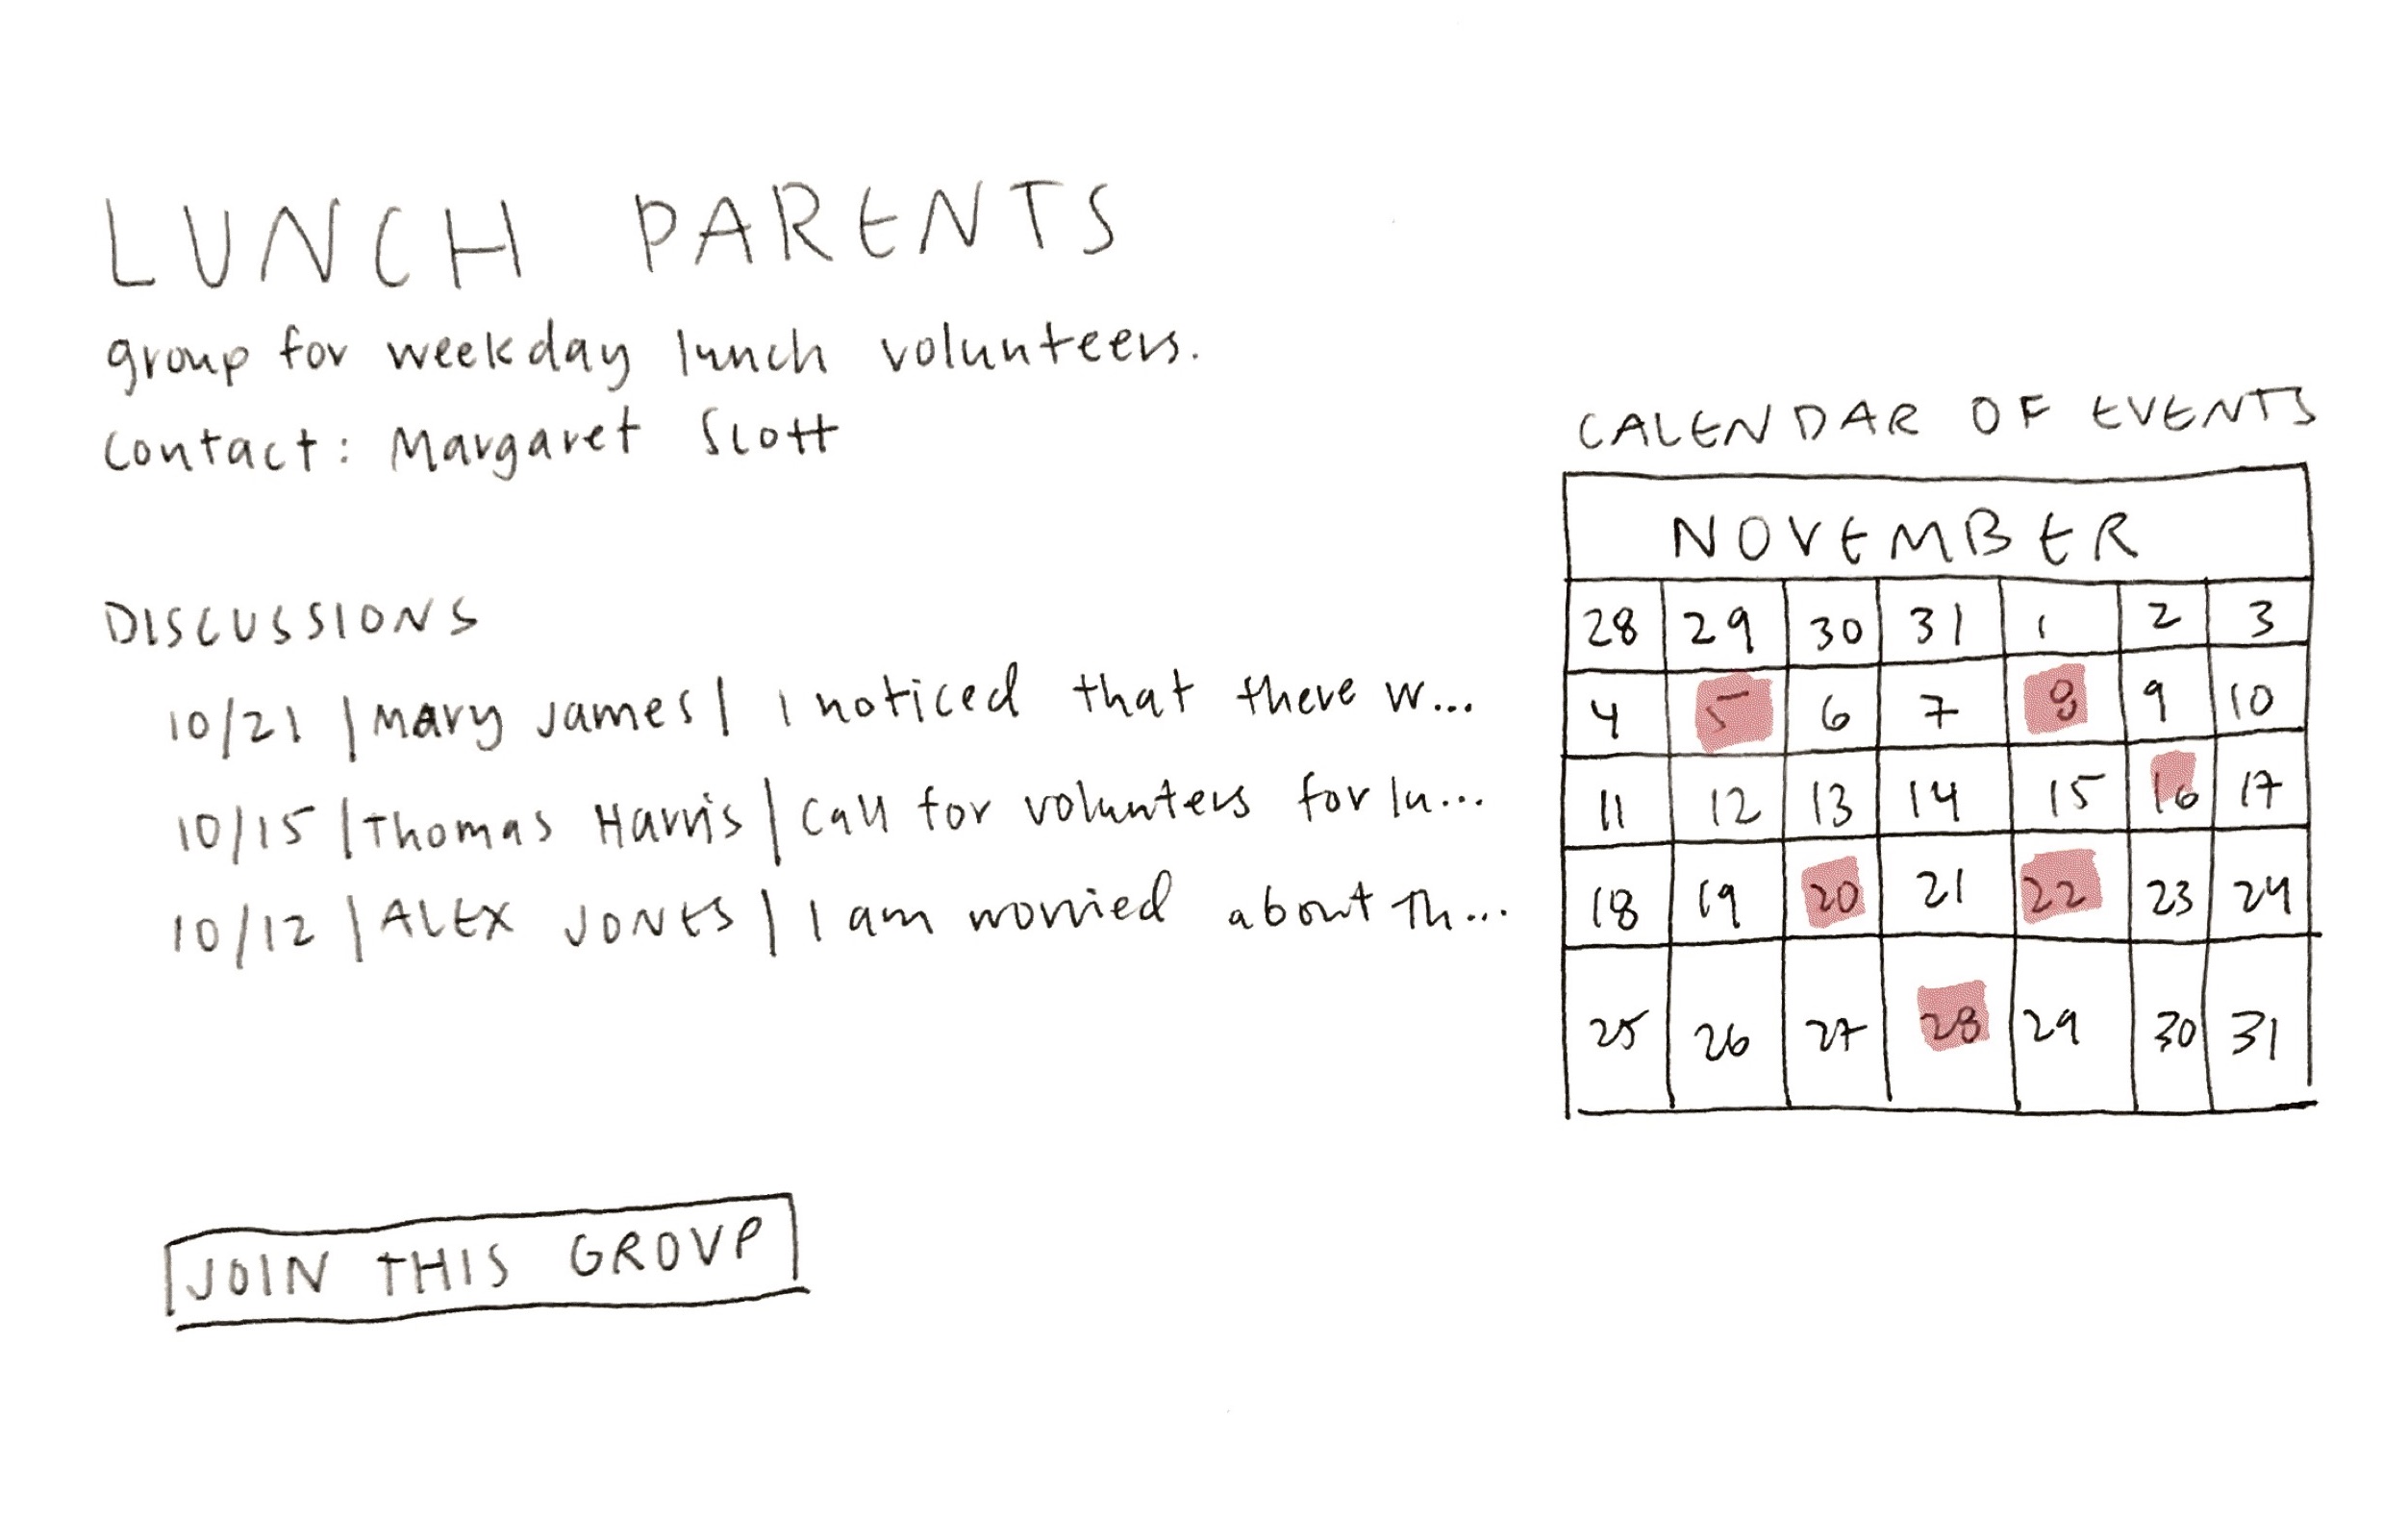 LUNCH PARENTS
group for weekday lunch volunteers.
contact: Margaret Scott
DISCUSSIONS
10/21 | Mary James | I noticed that there w...
10/15 | Thomas Harris | Call for volunters for lu...
10/12 | ALEX JONES | I am worried about th...
JOIN THIS GROUP
CALENDAR OF EVENTS
NOVEMBER
28 29 30 31 1 2 3
4 5 6 7 8 9 10
11 12 13 14 15 16 17
18 19 20 21 22 23 24
25 26 27 28 29 30 31